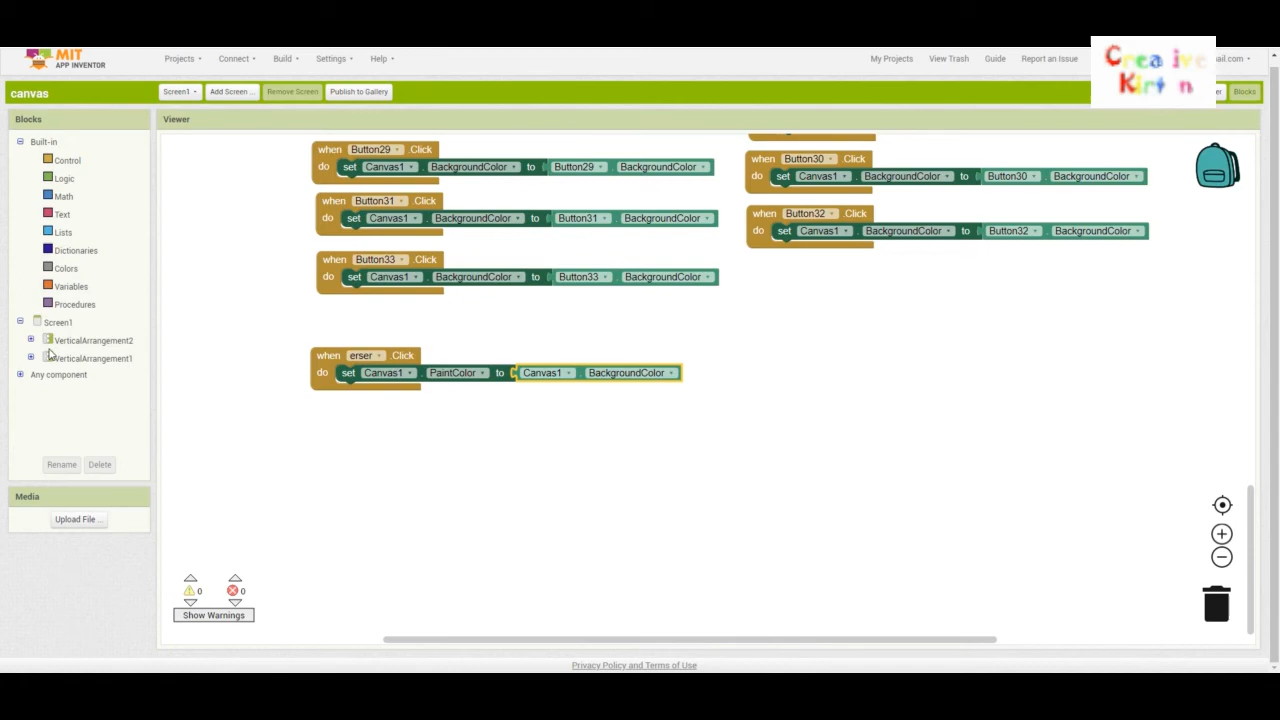 MIT
APP INVENTOR
Projects
Connect
Build
Settings
Help
My Projects
View Trash
Guide
Report an Issue
mail.com
Creative
Kirt n
canvas
Screen1
Add Screen ...
Remove Screen
Publish to Gallery
Blocks
Blocks
Viewer
Built-in
Control
Logic
Math
Text
Lists
Dictionaries
Colors
Variables
Procedures
Screen1
VerticalArrangement2
VerticalArrangement1
Any component
Rename Delete
Media
Upload File ...
when Button29 .Click
do set Canvas1 . BackgroundColor to Button29 . BackgroundColor
when Button31 .Click
do set Canvas1 . BackgroundColor to Button31 . BackgroundColor
when Button33 .Click
do set Canvas1 . BackgroundColor to Button33 . BackgroundColor
when Button30 .Click
do set Canvas1 . BackgroundColor to Button30 . BackgroundColor
when Button32 .Click
do set Canvas1 . BackgroundColor to Button32 . BackgroundColor
when erser .Click
do set Canvas1 . PaintColor to Canvas1 . BackgroundColor
0 0
Show Warnings
Privacy Policy and Terms of Use